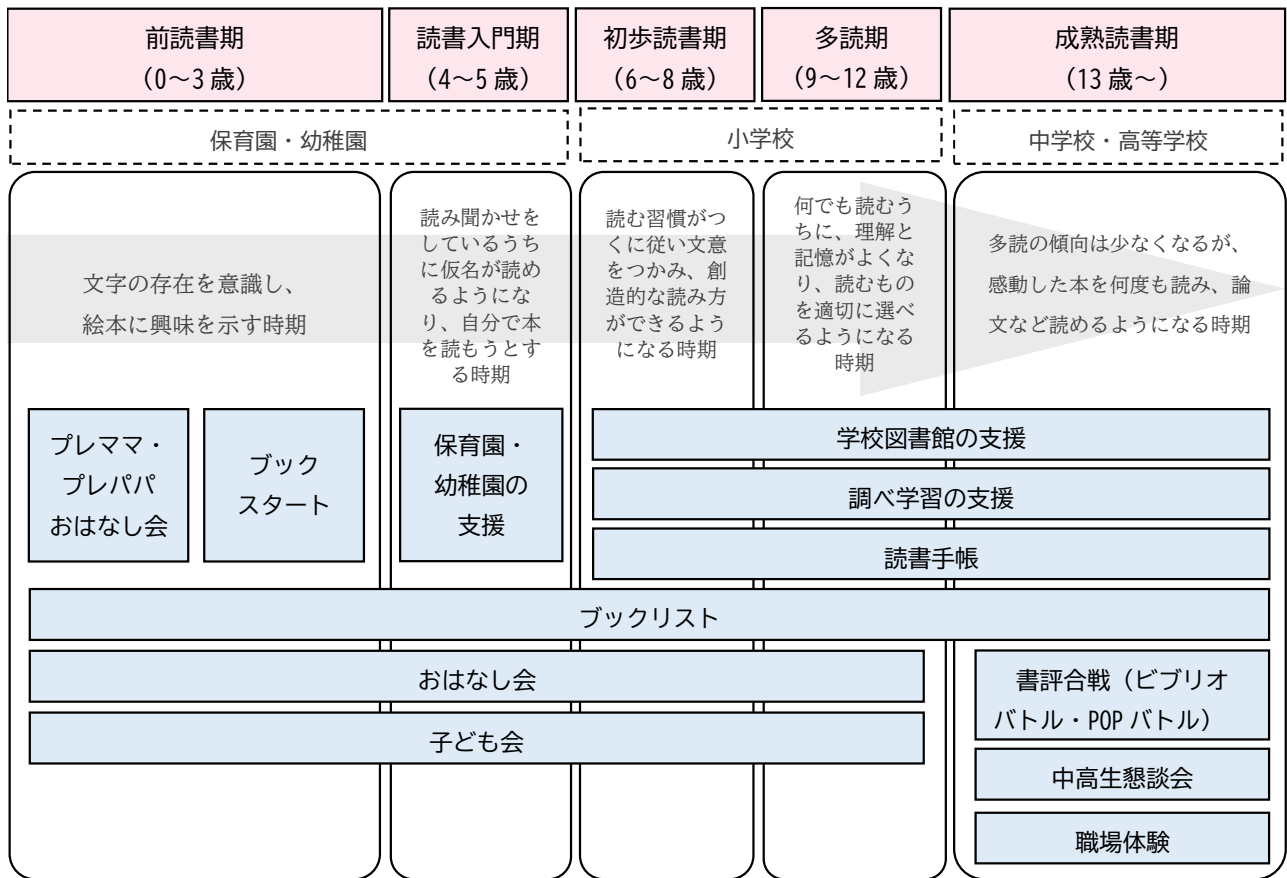 前読書期
（0～3 歳）
読書入門期
（4～5 歳）
初歩読書期
（6～8 歳）
多読期
（9～12 歳）
成熟読書期
（13 歳～）
保育園・幼稚園
小学校
中学校・高等学校
文字の存在を意識し、
絵本に興味を示す時期
読み聞かせを
しているうち
に仮名が読め
るようにな
り、自分で本
を読もうとす
る時期
読む習慣がつ
くに従い文意
をつかみ、創
造的な読み方
ができるよう
になる時期
何でも読むう
ちに、理解と
記憶がよくな
り、読むもの
を適切に選べ
るようになる
時期
多読の傾向は少なくなるが、
感動した本を何度も読み、論
文など読めるようになる時期
プレママ・
プレパパ
おはなし会
ブック
スタート
保育園・
幼稚園の
支援
学校図書館の支援
調べ学習の支援
読書手帳
ブックリスト
おはなし会
子ども会
書評合戦（ビブリオ
バトル・POP バトル）
中高生懇談会
職場体験